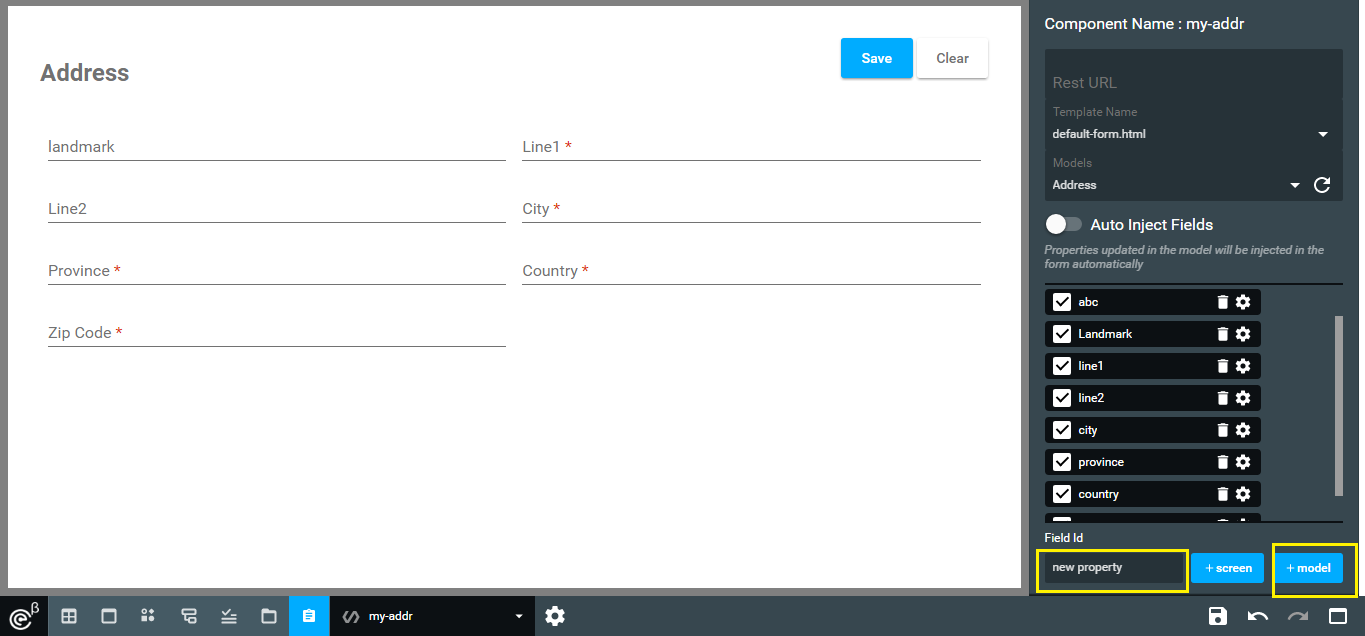 Component Name : my-addr
Address
Save
Clear
Rest URL
Template Name
default-form.html
Models
Address
landmark
Line1 *
Line2
City *
Province *
Country *
Zip Code *
Auto Inject Fields
Properties updated in the model will be injected in the
form automatically
abc
Landmark
line1
line2
city
province
country
Field Id
new property
+ screen
+ model
e β
my-addr